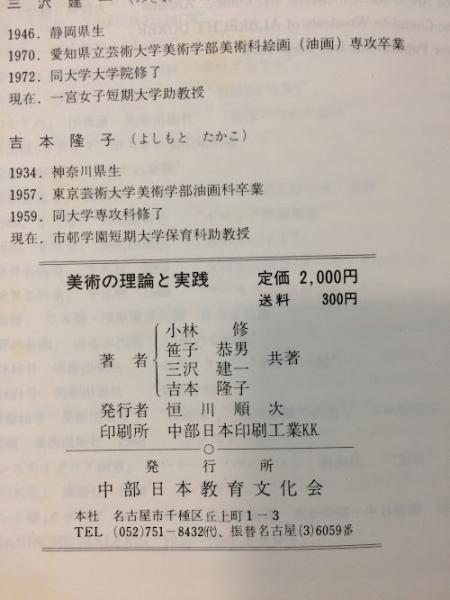 三 沢 建 一
1946. 静岡県生
1970. 愛知県立芸術大学美術学部美術科絵画（油画）専攻卒業
1972. 同大学大学院修了
現在. 一宮女子短期大学助教授
吉 本 隆 子（よしもと たかこ）
1934. 神奈川県生
1957. 東京芸術大学美術学部油画科卒業
1959. 同大学専攻科修了
現在. 市邨学園短期大学保育科助教授
美術の理論と実践 定価 2,000円
送料 300円
著 者 小林 修
笹子 恭男
三沢 建一 共著
吉本 隆子
発行者 恒 川 順 次
印刷所 中部日本印刷工業KK.
発 行 所
中部日本教育文化会
本社 名古屋市千種区丘上町1－3
TEL (052)751－8432代、振替名古屋(3)6059番